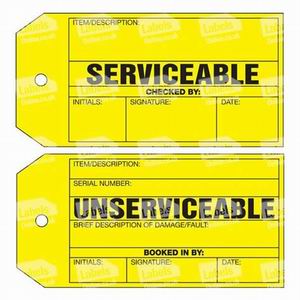 ITEM/DESCRIPTION:
SERVICEABLE
CHECKED BY:
INITIALS: SIGNATURE: DATE:
ITEM/DESCRIPTION:
SERIAL NUMBER:
UNSERVICEABLE
BRIEF DESCRIPTION OF DAMAGE/FAULT:
BOOKED IN BY:
INITIALS: SIGNATURE: DATE: